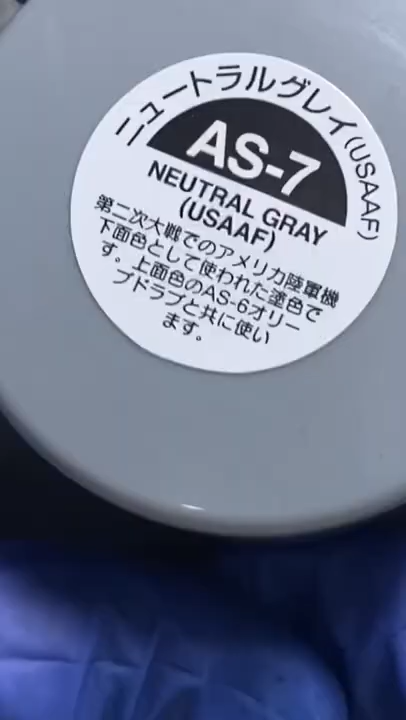 ニュートラルグレイ(USAAF)
AS-7
NEUTRAL GRAY
(USAAF)
第二次大戦でのアメリカ陸軍機
下面色として使われた塗色で
す。上面色のAS-6オリー
ブドラブと共に使い
ます。